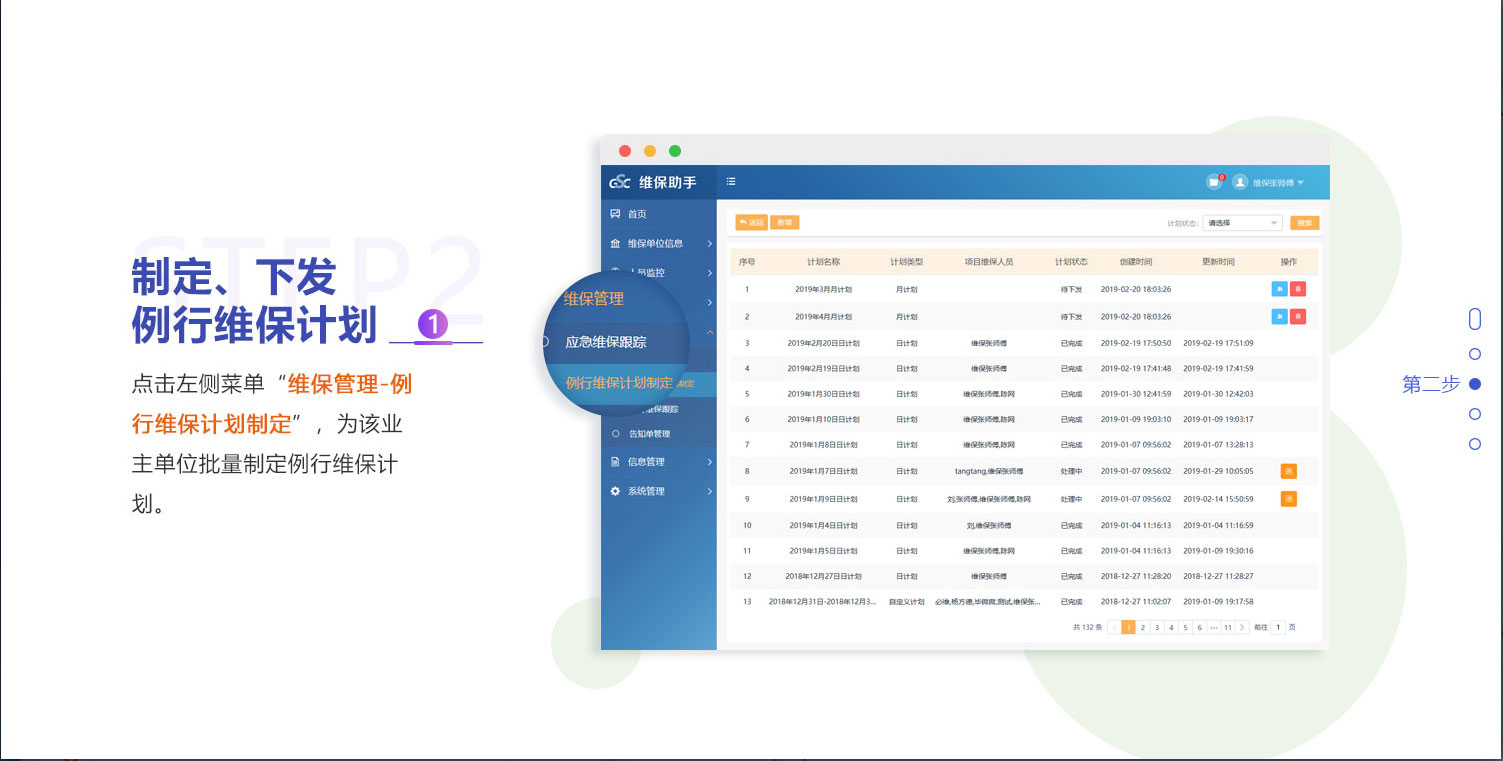 STEP2
制定、下发
例行维保计划 1
点击左侧菜单“维保管理-例
行维保计划制定”，为该业
主单位批量制定例行维保计
划。
GSC 维保助手
0
维保张师傅
首页
维保单位信息
人员监控
维保管理
应急维保跟踪
例行维保计划制定
制定
维保跟踪
告知单管理
信息管理
系统管理
返回 新增 计划状态: 请选择 搜索
序号 计划名称 计划类型 项目维保人员 计划状态 创建时间 更新时间 操作
1 2019年3月月计划 月计划 待下发 2019-02-20 18:03:26
2 2019年4月月计划 月计划 待下发 2019-02-20 18:03:26
3 2019年2月20日日计划 日计划 维保张师傅 已完成 2019-02-19 17:50:50 2019-02-19 17:51:09
4 2019年2月19日日计划 日计划 维保张师傅 已完成 2019-02-19 17:41:48 2019-02-19 17:41:59
5 2019年1月30日日计划 日计划 维保张师傅,陈网 已完成 2019-01-30 12:41:59 2019-01-30 12:42:03
6 2019年1月10日日计划 日计划 维保张师傅,陈网 已完成 2019-01-09 19:03:10 2019-01-09 19:03:17
7 2019年1月8日日计划 日计划 维保张师傅,陈网 已完成 2019-01-07 09:56:02 2019-01-07 13:28:13
8 2019年1月7日日计划 日计划 tangtang,维保张师傅 处理中 2019-01-07 09:56:02 2019-01-29 10:05:05
9 2019年1月9日日计划 日计划 刘,张师傅,维保张师傅,陈网 处理中 2019-01-07 09:56:02 2019-02-14 15:50:59
10 2019年1月4日日计划 日计划 刘,维保张师傅 已完成 2019-01-04 11:16:13 2019-01-04 11:16:59
11 2019年1月5日日计划 日计划 维保张师傅,陈网 已完成 2019-01-04 11:16:13 2019-01-09 19:30:16
12 2018年12月27日日计划 日计划 维保张师傅 已完成 2018-12-27 11:28:20 2018-12-27 11:28:27
13 2018年12月31日-2018年12月3... 自定义计划 必维,杨方德,毕微微,测试,维保张... 已完成 2018-12-27 11:02:07 2019-01-09 19:17:58
共 132 条 1 2 3 4 5 6 ··· 11 前往 1 页
第二步